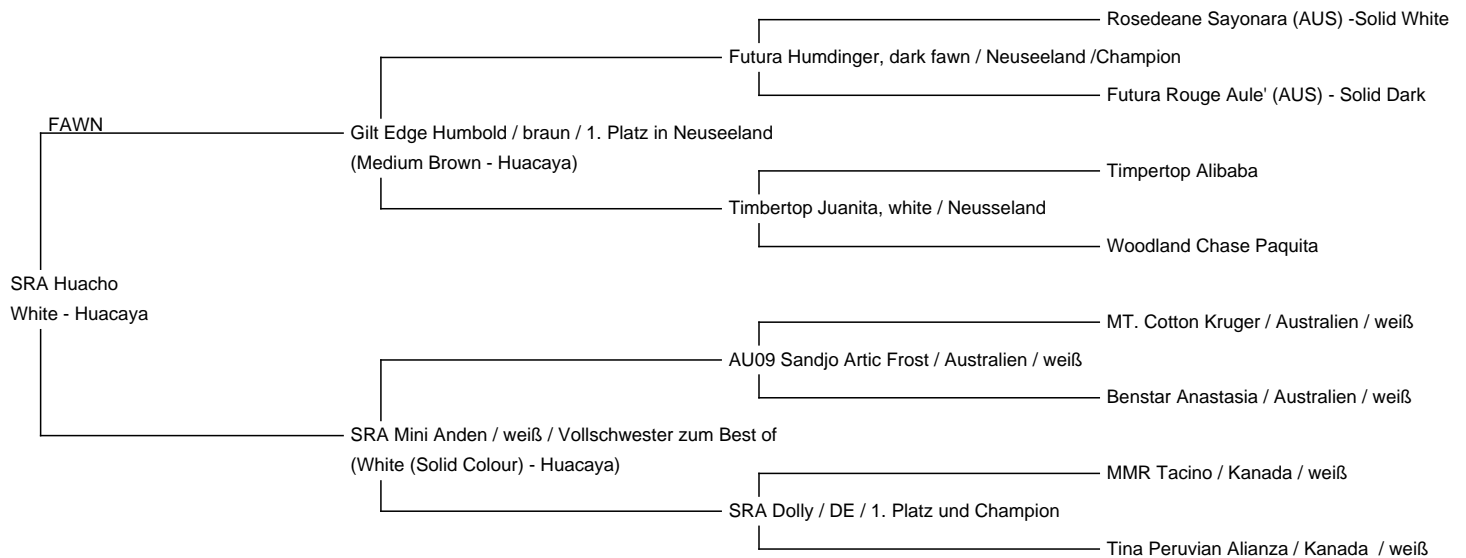 Rosedeane Sayonara (AUS) -Solid White
Futura Humdinger, dark fawn / Neuseeland /Champion
Futura Rouge Aule' (AUS) - Solid Dark
FAWN
Gilt Edge Humbold / braun / 1. Platz in Neuseeland
(Medium Brown - Huacaya)
Timpertop Alibaba
Timbertop Juanita, white / Neusseland
Woodland Chase Paquita
SRA Huacho
White - Huacaya
MT. Cotton Kruger / Australien / weiß
AU09 Sandjo Artic Frost / Australien / weiß
Benstar Anastasia / Australien / weiß
SRA Mini Anden / weiß / Vollschwester zum Best of
(White (Solid Colour) - Huacaya)
MMR Tacino / Kanada / weiß
SRA Dolly / DE / 1. Platz und Champion
Tina Peruvian Alianza / Kanada  / weiß